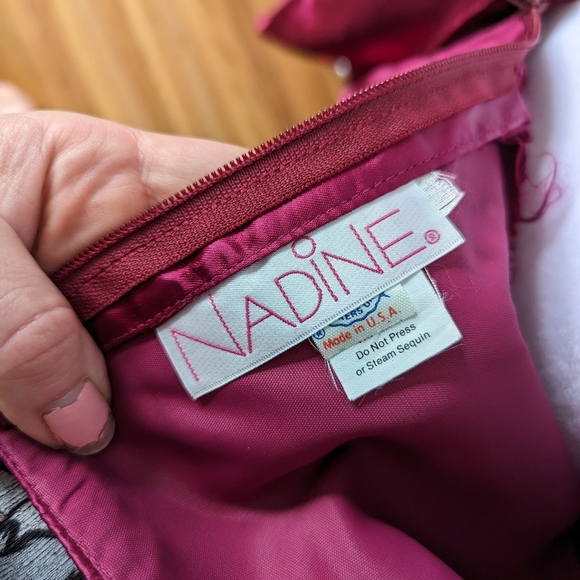 NADiNE®
®
Made in U.S.A.
Do Not Press
or Steam Sequin